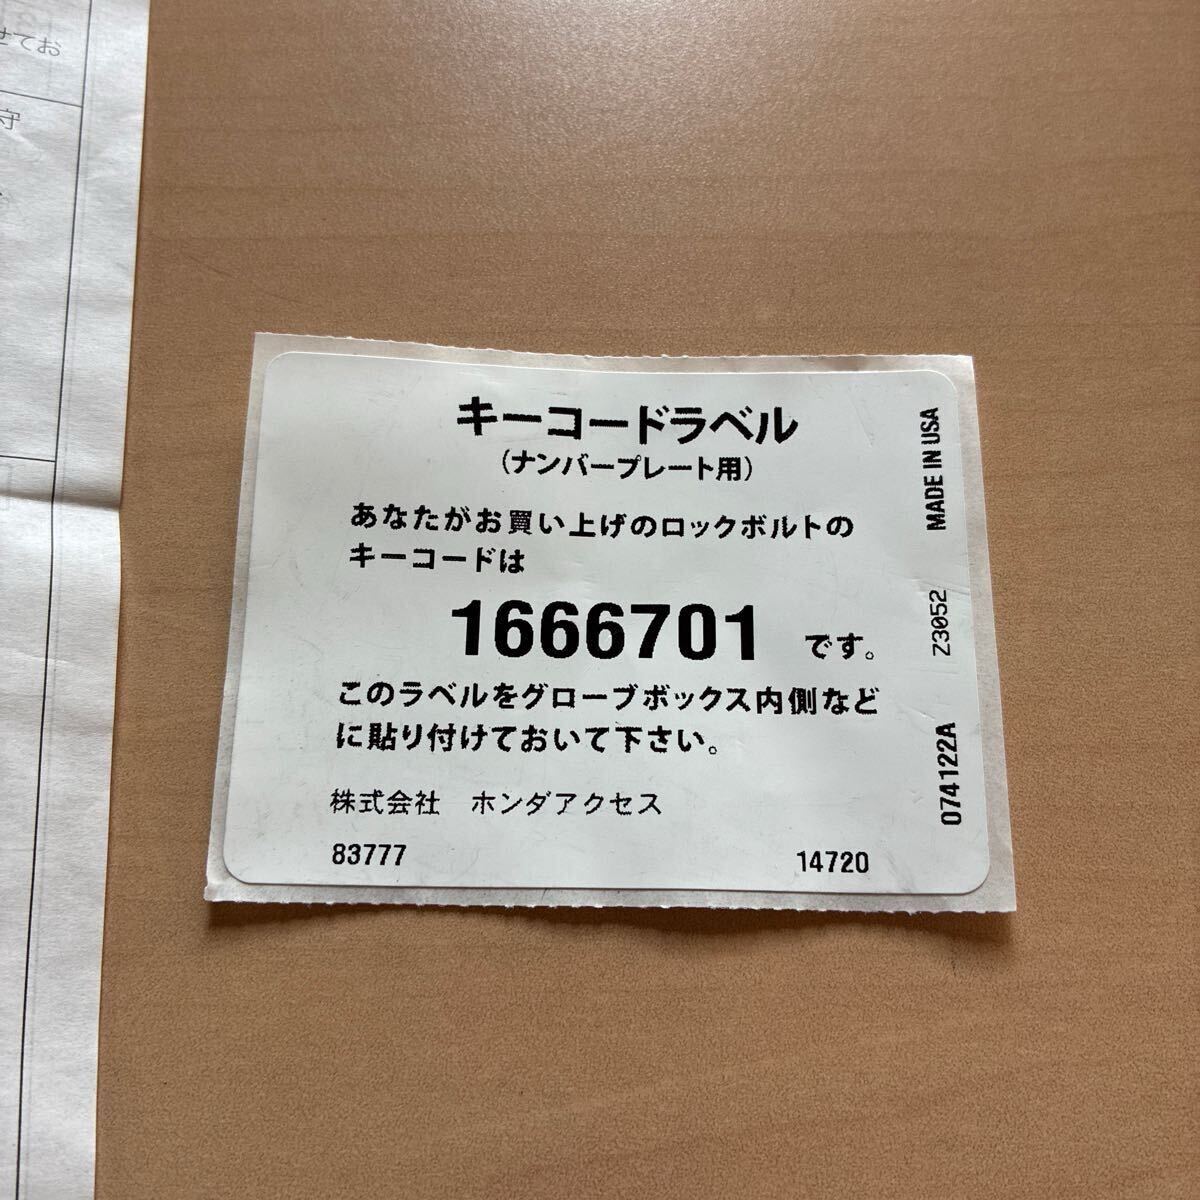 せてお
守
キーコードラベル
(ナンバープレート用)
あなたがお買い上げのロックボルトの
キーコードは
1666701 です。
このラベルをグローブボックス内側など
に貼り付けておいて下さい。
株式会社 ホンダアクセス
83777 14720
074122A Z3052 MADE IN USA